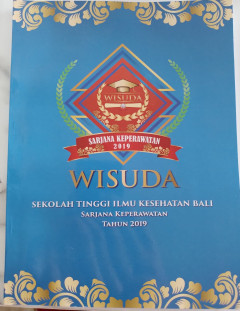 WISUDA
SARJANA KEPERAWATAN
2019
WISUDA
SEKOLAH TINGGI ILMU KESEHATAN BALI
SARJANA KEPERAWATAN
TAHUN 2019